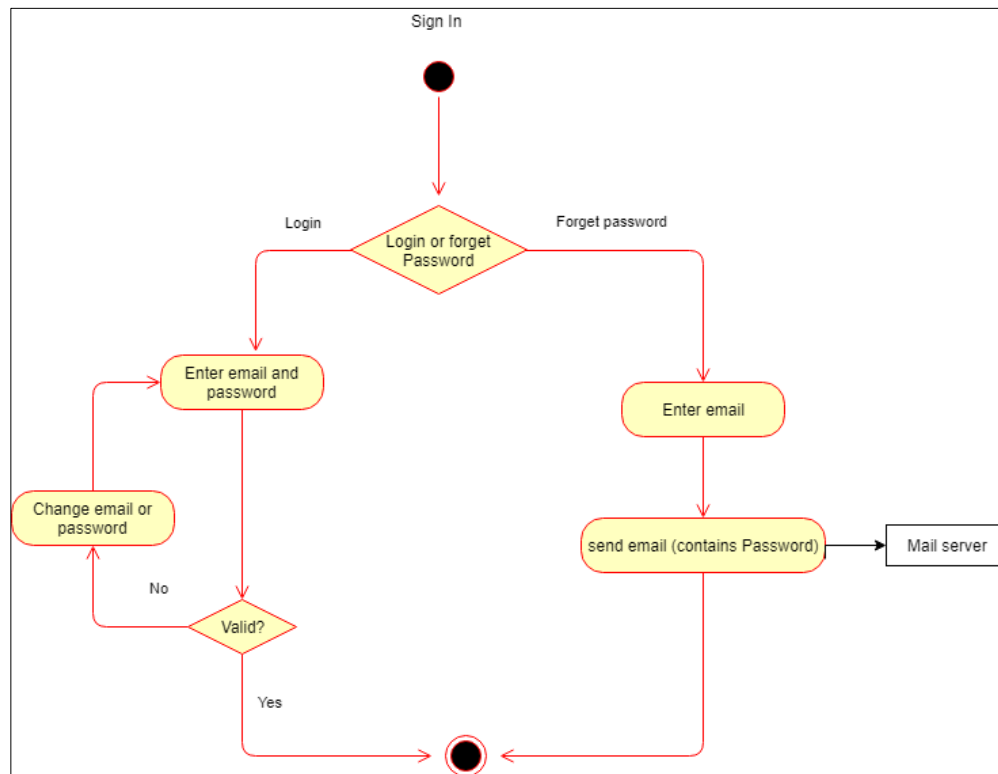 Sign In
Login
Forget password
Login or forget
Password
Enter email and
password
Enter email
Change email or
password
send email (contains Password)
Mail server
No
Valid?
Yes